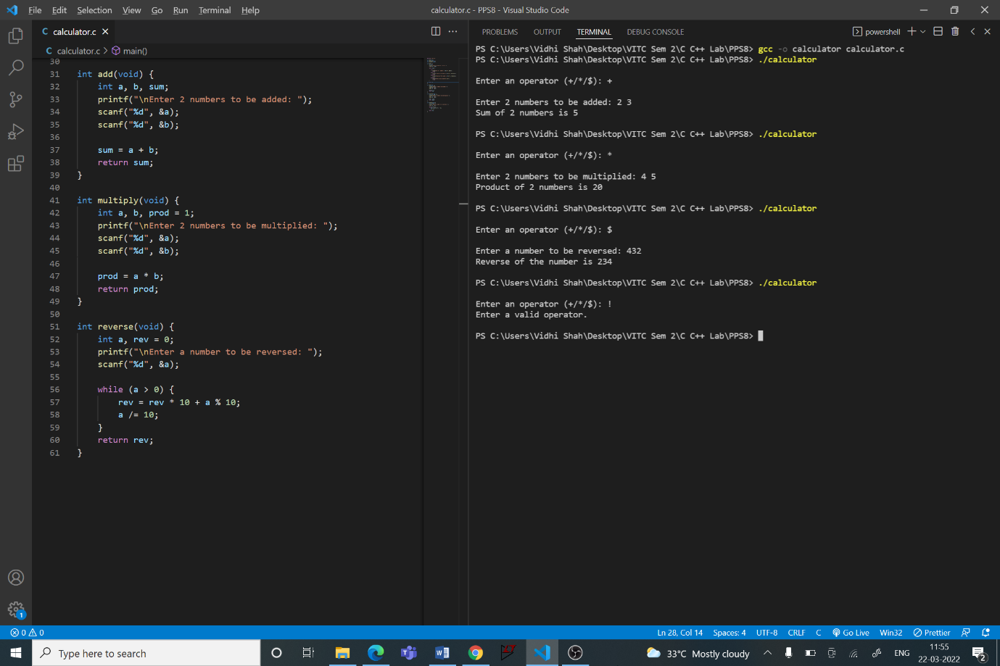 File Edit Selection View Go Run Terminal Help
calculator.c - PPS8 - Visual Studio Code
C calculator.c
C calculator.c > main()
30
31 int add(void) {
32 int a, b, sum;
33 printf("\nEnter 2 numbers to be added: ");
34 scanf("%d", &a);
35 scanf("%d", &b);
36
37 sum = a + b;
38 return sum;
39 }
40
41 int multiply(void) {
42 int a, b, prod = 1;
43 printf("\nEnter 2 numbers to be multiplied: ");
44 scanf("%d", &a);
45 scanf("%d", &b);
46
47 prod = a * b;
48 return prod;
49 }
50
51 int reverse(void) {
52 int a, rev = 0;
53 printf("\nEnter a number to be reversed: ");
54 scanf("%d", &a);
55
56 while (a > 0) {
57 rev = rev * 10 + a % 10;
58 a /= 10;
59 }
60 return rev;
61 }
PROBLEMS OUTPUT TERMINAL DEBUG CONSOLE
powershell
PS C:\Users\Vidhi Shah\Desktop\VITC Sem 2\C C++ Lab\PPS8> gcc -o calculator calculator.c
PS C:\Users\Vidhi Shah\Desktop\VITC Sem 2\C C++ Lab\PPS8> ./calculator
Enter an operator (+/*/$): +
Enter 2 numbers to be added: 2 3
Sum of 2 numbers is 5
PS C:\Users\Vidhi Shah\Desktop\VITC Sem 2\C C++ Lab\PPS8> ./calculator
Enter an operator (+/*/$): *
Enter 2 numbers to be multiplied: 4 5
Product of 2 numbers is 20
PS C:\Users\Vidhi Shah\Desktop\VITC Sem 2\C C++ Lab\PPS8> ./calculator
Enter an operator (+/*/$): $
Enter a number to be reversed: 432
Reverse of the number is 234
PS C:\Users\Vidhi Shah\Desktop\VITC Sem 2\C C++ Lab\PPS8> ./calculator
Enter an operator (+/*/$): !
Enter a valid operator.
PS C:\Users\Vidhi Shah\Desktop\VITC Sem 2\C C++ Lab\PPS8>
1
0 0
Ln 28, Col 14 Spaces: 4 UTF-8 CRLF C Go Live Win32 Prettier
Type here to search
33°C Mostly cloudy
ENG
11:55
22-03-2022
2